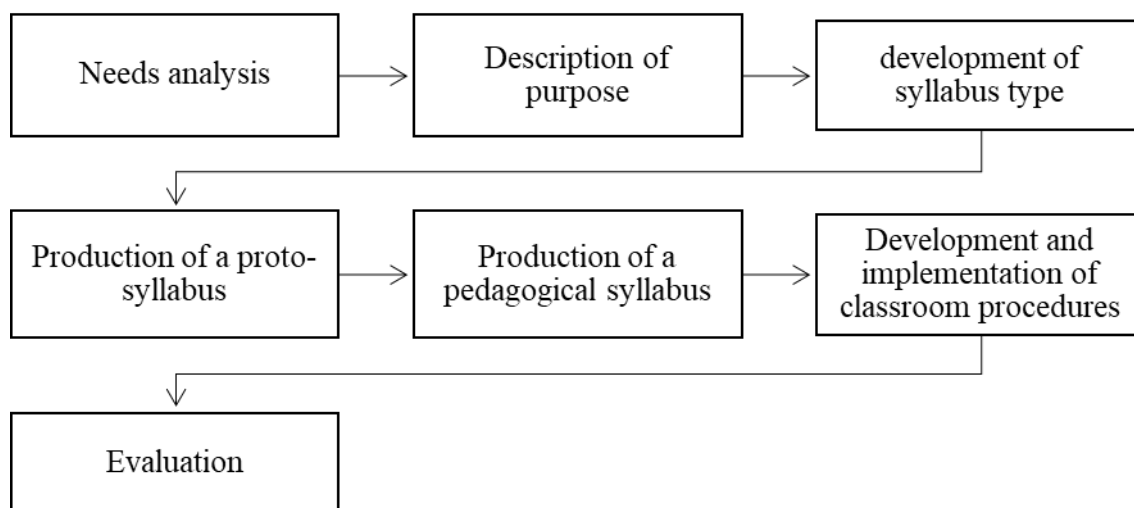 Needs analysis
Description of
purpose
development of
syllabus type
Production of a proto-
syllabus
Production of a
pedagogical syllabus
Development and
implementation of
classroom procedures
Evaluation